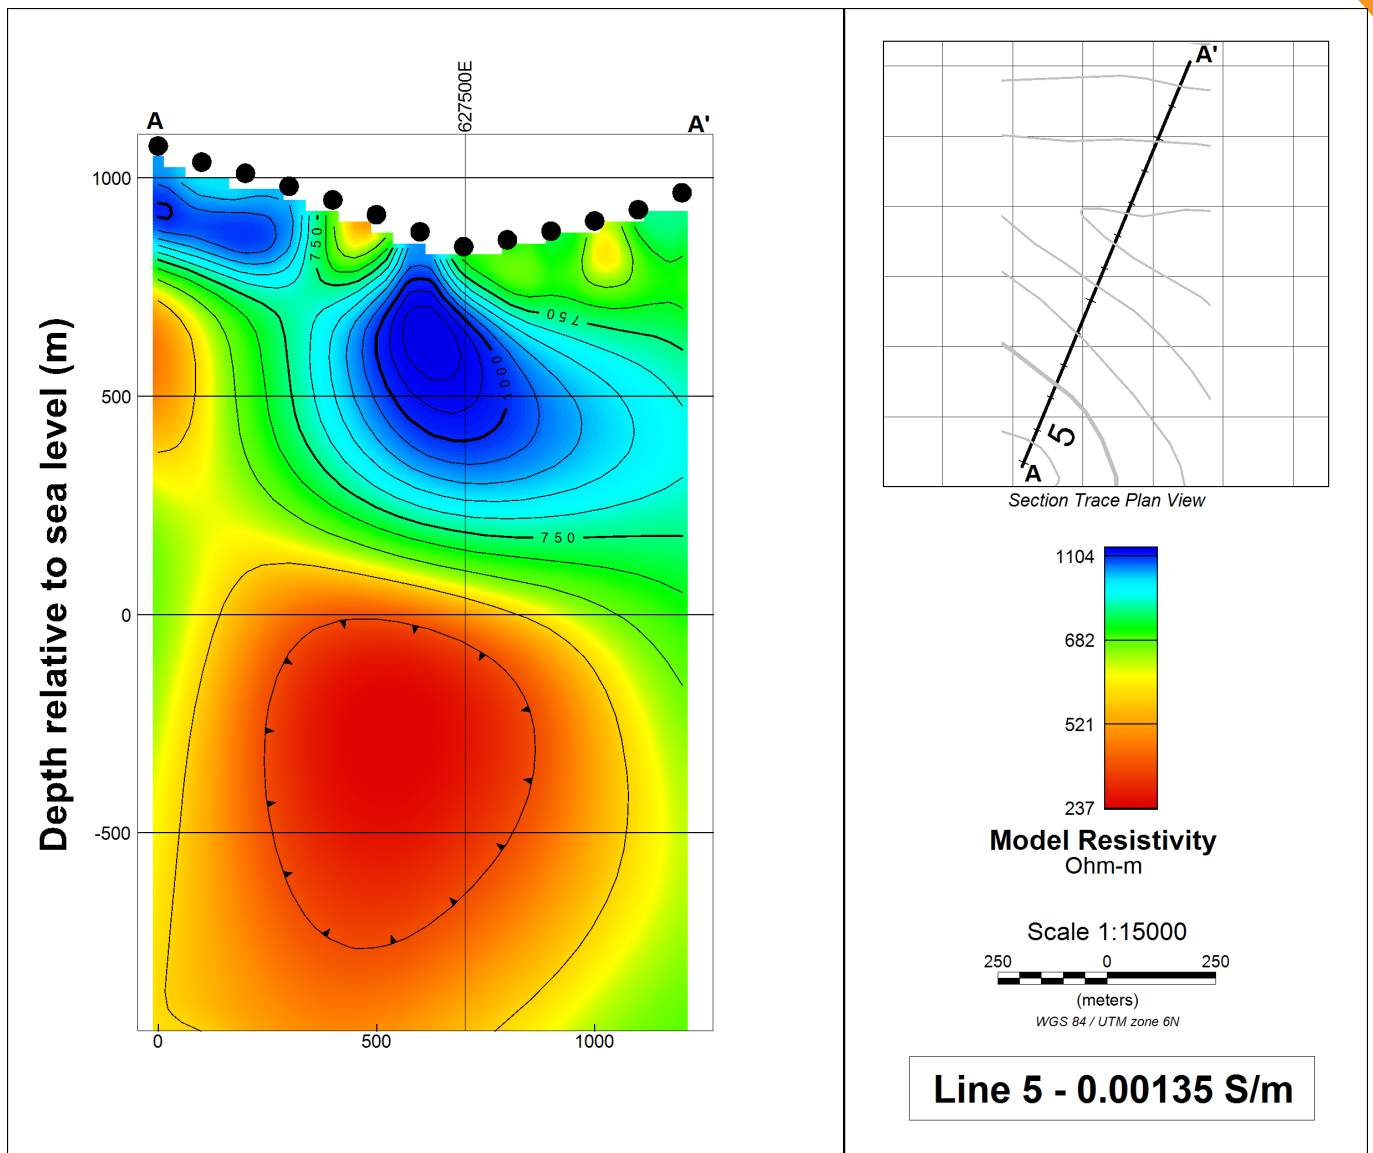 627500E
A
A'
1000
500
0
-500
Depth relative to sea level (m)
750
750
1000
750
0
500
1000
A'
5
A
Section Trace Plan View
1104
682
521
237
Model Resistivity
Ohm-m
Scale 1:15000
250 0 250
(meters)
WGS 84 / UTM zone 6N
Line 5 - 0.00135 S/m